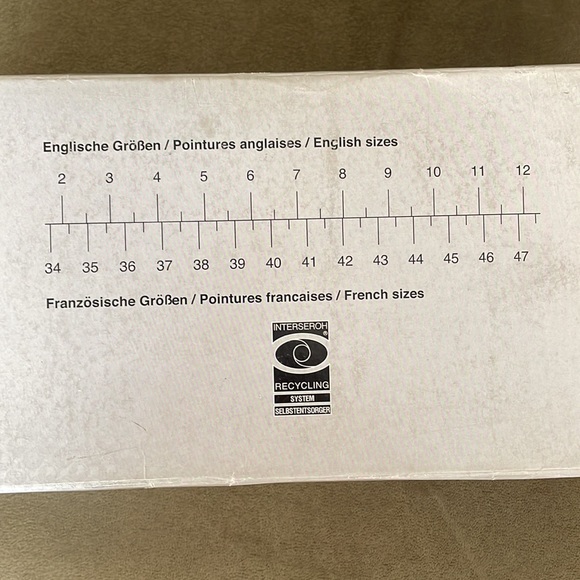 Englische Größen / Pointures anglaises / English sizes
2 3 4 5 6 7 8 9 10 11 12
34 35 36 37 38 39 40 41 42 43 44 45 46 47
Französische Größen / Pointures francaises / French sizes
INTERSEROH
®
RECYCLING
SYSTEM
SELBSTENTSORGER